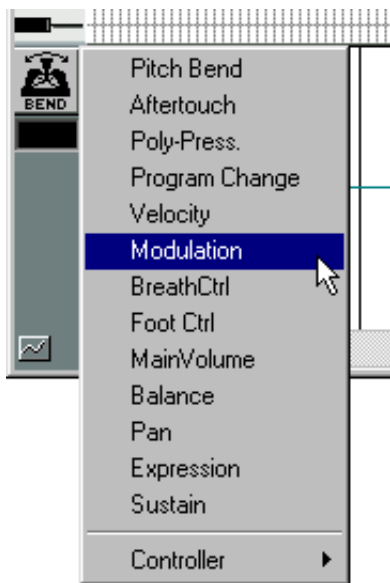 BEND
Pitch Bend
Aftertouch
Poly-Press.
Program Change
Velocity
Modulation
BreathCtrl
Foot Ctrl
MainVolume
Balance
Pan
Expression
Sustain
Controller